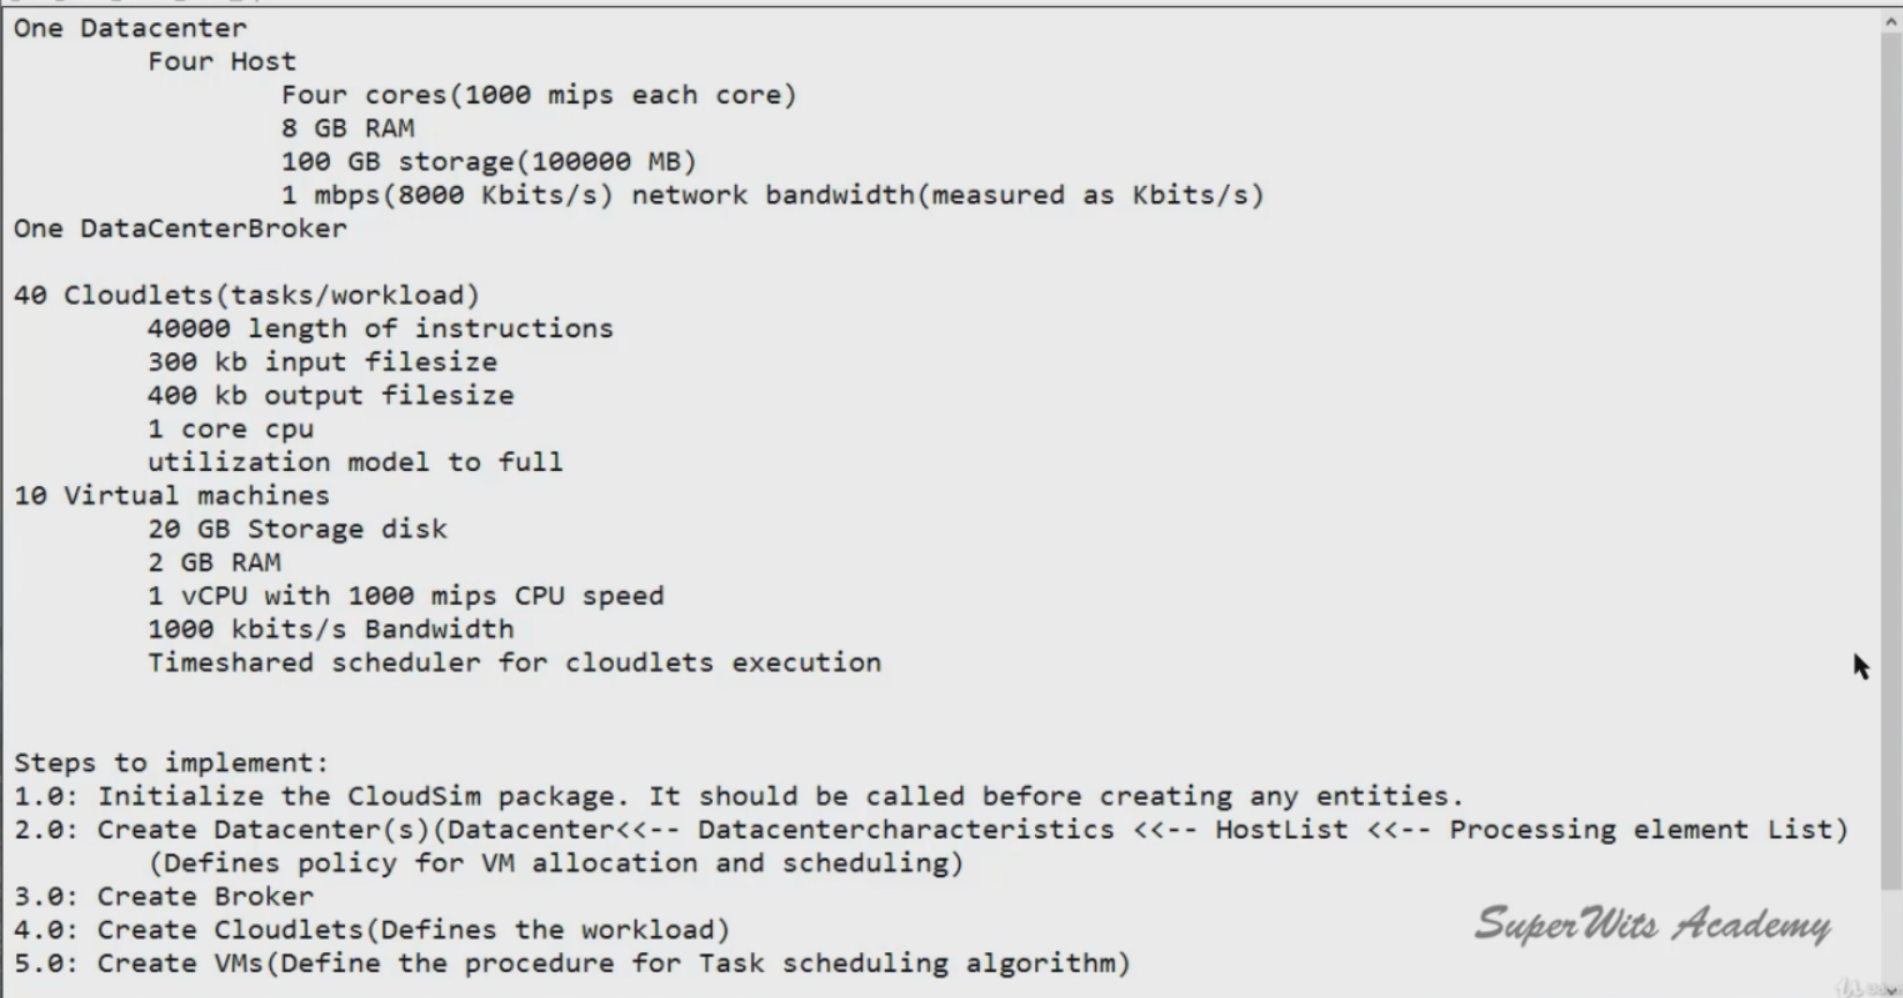 One Datacenter
Four Host
Four cores(1000 mips each core)
8 GB RAM
100 GB storage(100000 MB)
1 mbps(8000 Kbits/s) network bandwidth(measured as Kbits/s)
One DataCenterBroker
40 Cloudlets(tasks/workload)
40000 length of instructions
300 kb input filesize
400 kb output filesize
1 core cpu
utilization model to full
10 Virtual machines
20 GB Storage disk
2 GB RAM
1 vCPU with 1000 mips CPU speed
1000 kbits/s Bandwidth
Timeshared scheduler for cloudlets execution
Steps to implement:
1.0: Initialize the CloudSim package. It should be called before creating any entities.
2.0: Create Datacenter(s)(Datacenter<<-- Datacentercharacteristics <<-- HostList <<-- Processing element List)
(Defines policy for VM allocation and scheduling)
3.0: Create Broker
4.0: Create Cloudlets(Defines the workload)
SuperWits Academy
5.0: Create VMs(Define the procedure for Task scheduling algorithm)